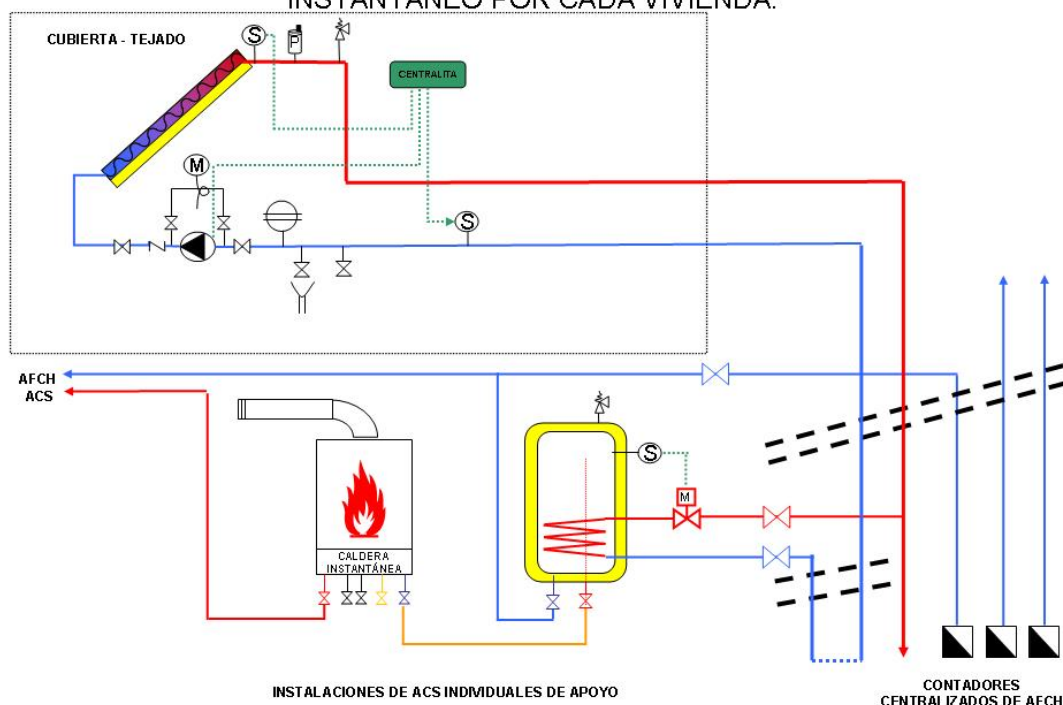 INSTANTÁNEO POR CADA VIVIENDA.
CUBIERTA - TEJADO
S
P
CENTRALITA
M
S
AFCH
ACS
S
M
CALDERA
INSTANTÁNEA
INSTALACIONES DE ACS INDIVIDUALES DE APOYO
CONTADORES
CENTRALIZADOS DE AFCH